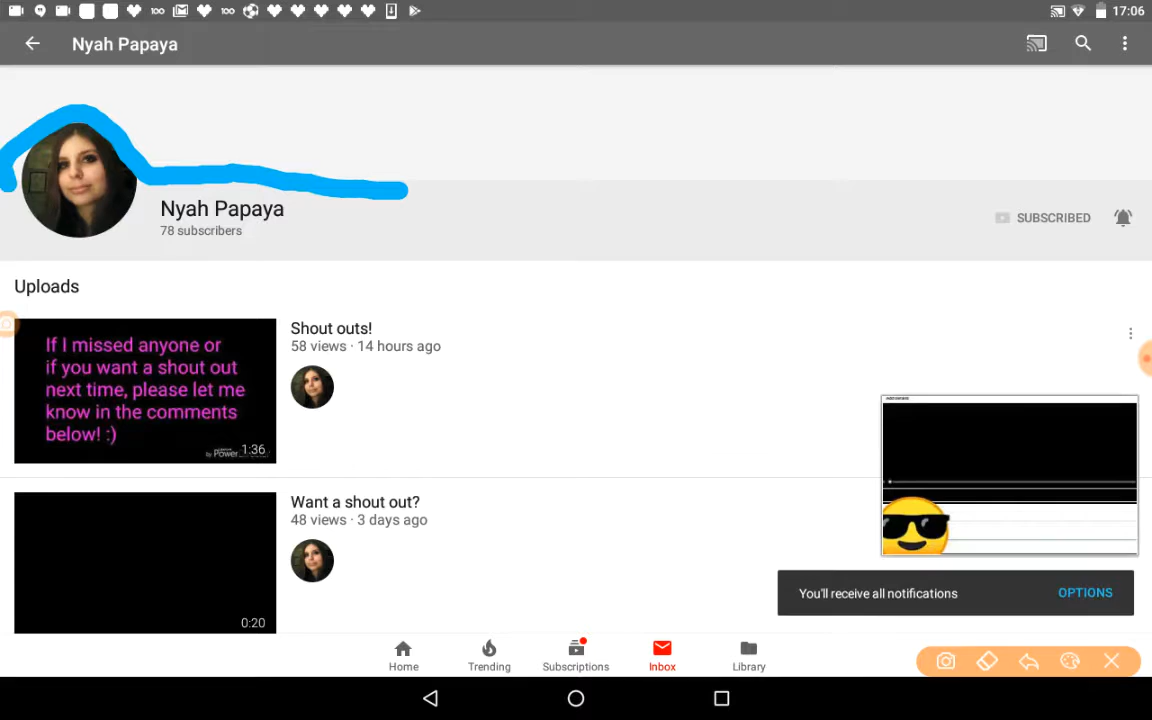 17:06
Nyah Papaya
Nyah Papaya
78 subscribers
SUBSCRIBED
Uploads
If I missed anyone or
if you want a shout out
next time, please let me
know in the comments
below! :)
by Power
1:36
Shout outs!
58 views · 14 hours ago
0:20
Want a shout out?
48 views · 3 days ago
You'll receive all notifications
OPTIONS
Home
Trending
Subscriptions
Inbox
Library